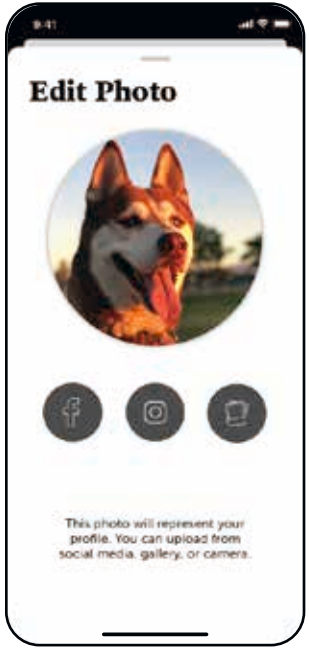 9:41
Edit Photo
This photo will represent your
profile. You can upload from
social media, gallery, or camera.